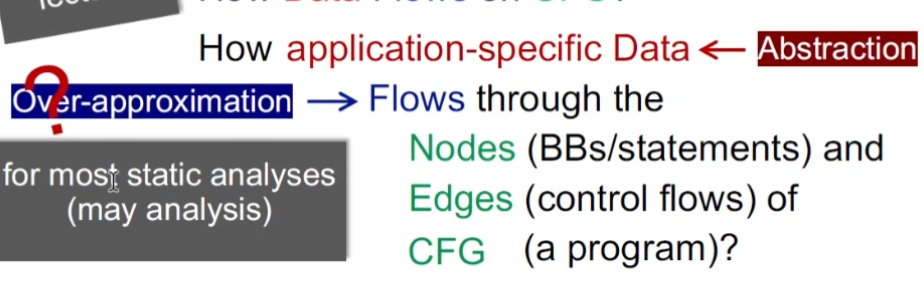 How application-specific Data ← Abstraction
?
Over-approximation → Flows through the
Nodes (BBs/statements) and
for most static analyses
(may analysis)
Edges (control flows) of
CFG (a program)?